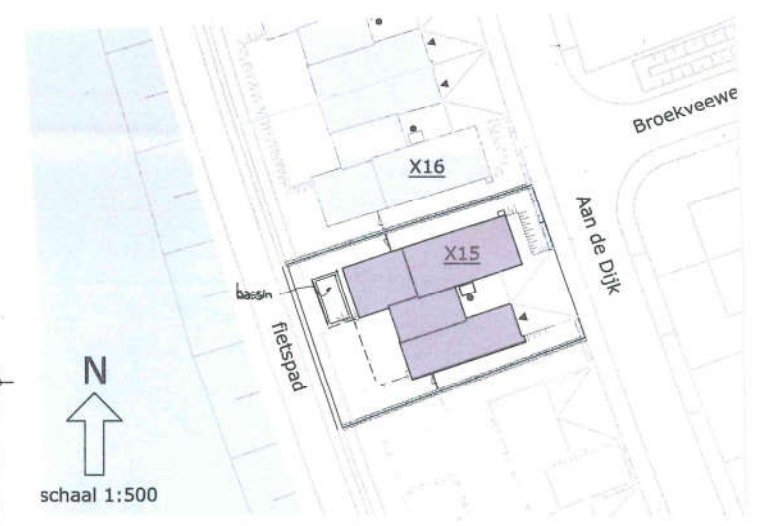 Broekveewe
X16
Aan de Dijk
X15
bassin
fietspad
N
schaal 1:500